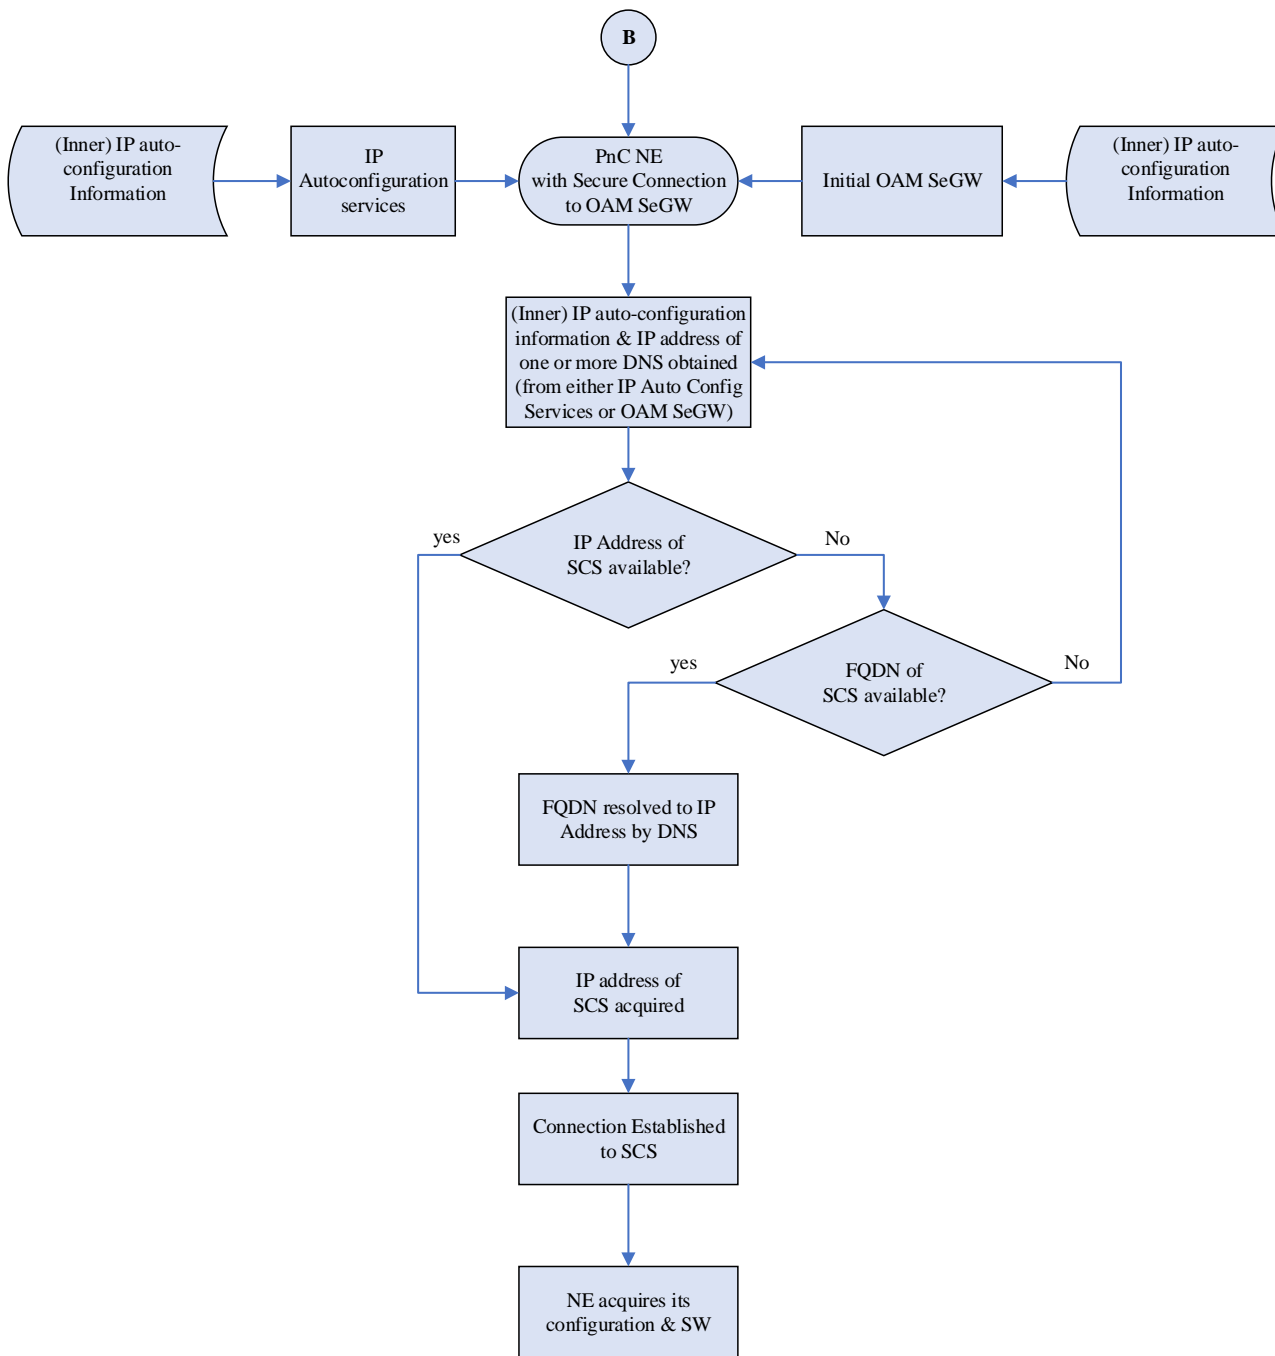 B
(Inner) IP auto-
configuration
Information
IP
Autoconfiguration
services
PnC NE
with Secure Connection
to OAM SeGW
Initial OAM SeGW
(Inner) IP auto-
configuration
Information
(Inner) IP auto-configuration
information & IP address of
one or more DNS obtained
(from either IP Auto Config
Services or OAM SeGW)
yes
IP Address of
SCS available?
No
yes
FQDN of
SCS available?
No
FQDN resolved to IP
Address by DNS
IP address of
SCS acquired
Connection Established
to SCS
NE acquires its
configuration & SW